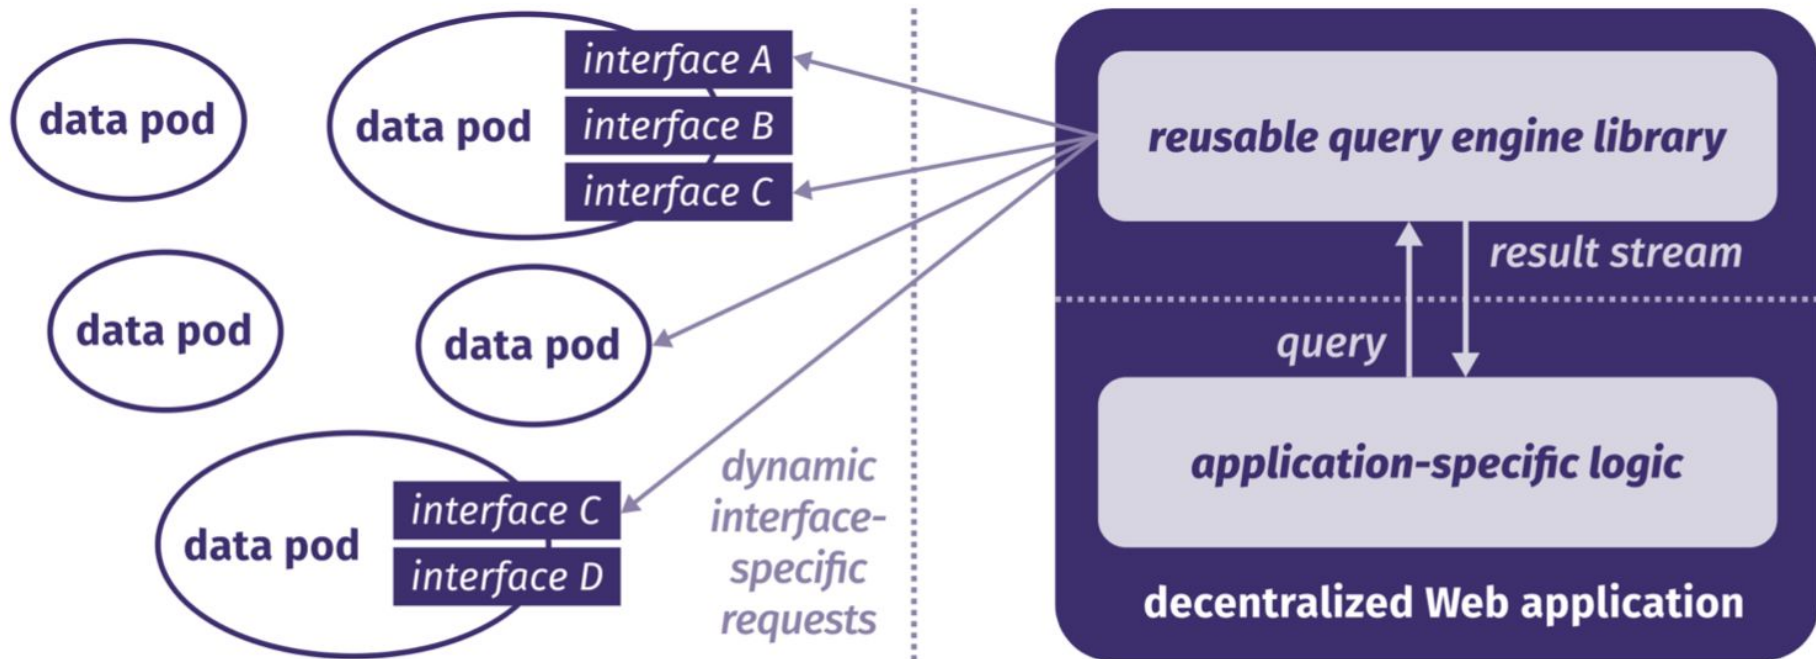 data pod
data pod
interface A
interface B
interface C
data pod
data pod
data pod
interface C
interface D
dynamic
interface-
specific
requests
reusable query engine library
result stream
query
application-specific logic
decentralized Web application